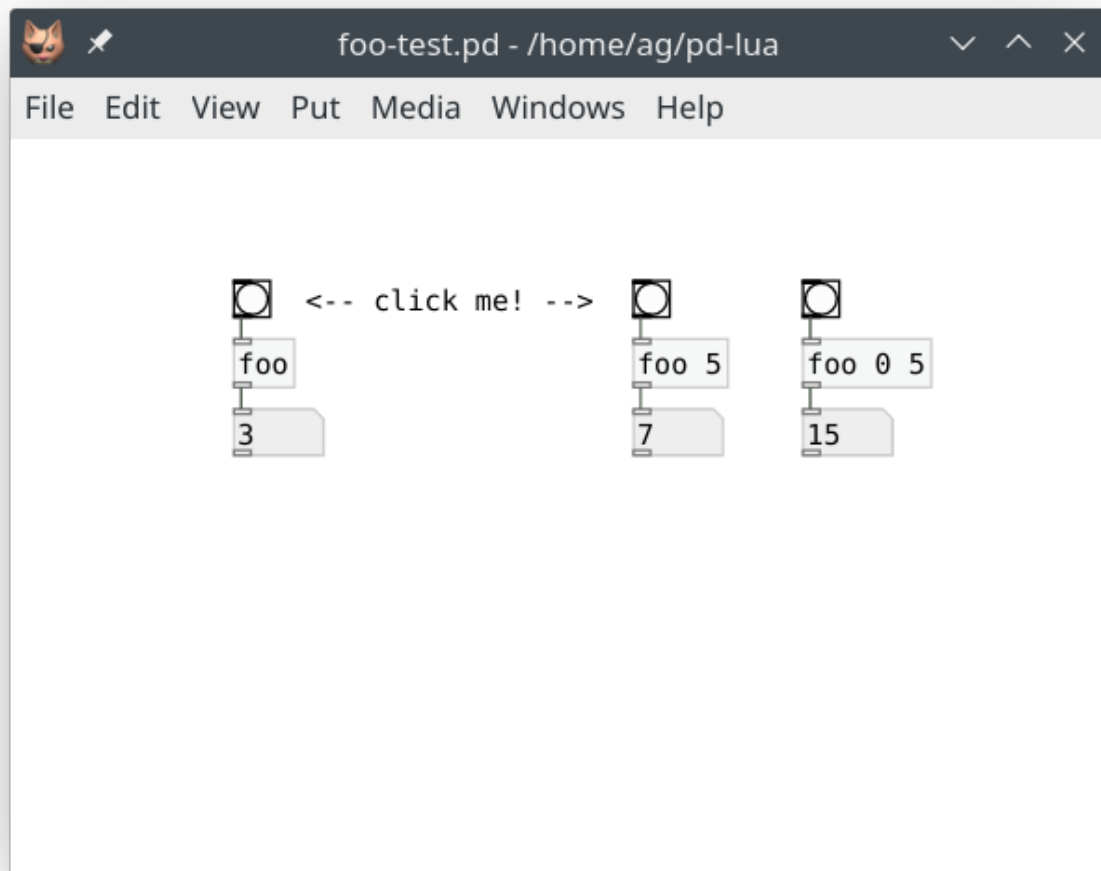 foo-test.pd - /home/ag/pd-lua
File Edit View Put Media Windows Help
<-- click me! -->
foo foo 5 foo 0 5
3 7 15